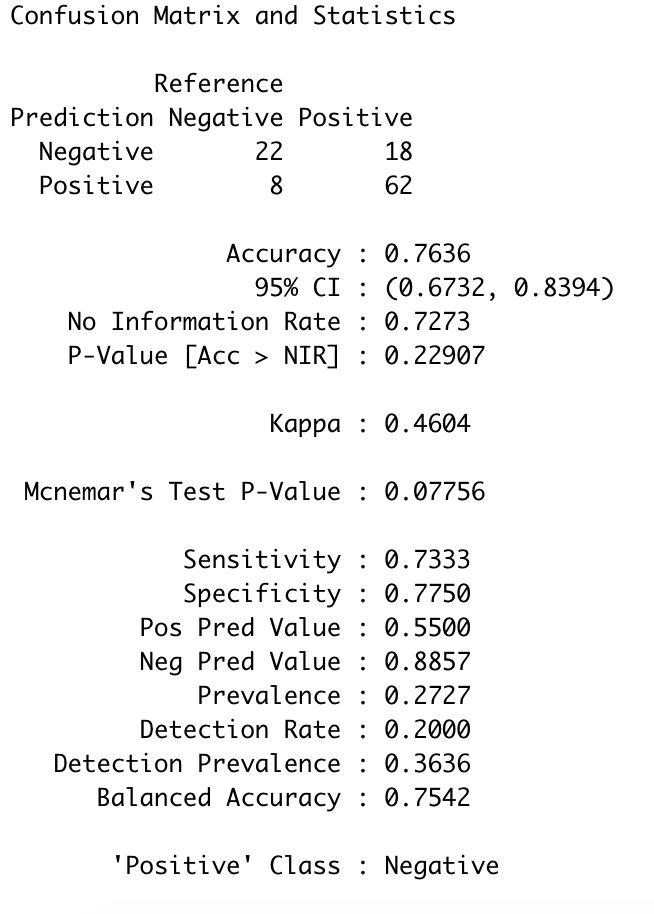 Confusion Matrix and Statistics
Reference
Prediction Negative Positive
Negative 22 18
Positive 8 62
Accuracy : 0.7636
95% CI : (0.6732, 0.8394)
No Information Rate : 0.7273
P-Value [Acc > NIR] : 0.22907
Kappa : 0.4604
Mcnemar's Test P-Value : 0.07756
Sensitivity : 0.7333
Specificity : 0.7750
Pos Pred Value : 0.5500
Neg Pred Value : 0.8857
Prevalence : 0.2727
Detection Rate : 0.2000
Detection Prevalence : 0.3636
Balanced Accuracy : 0.7542
'Positive' Class : Negative